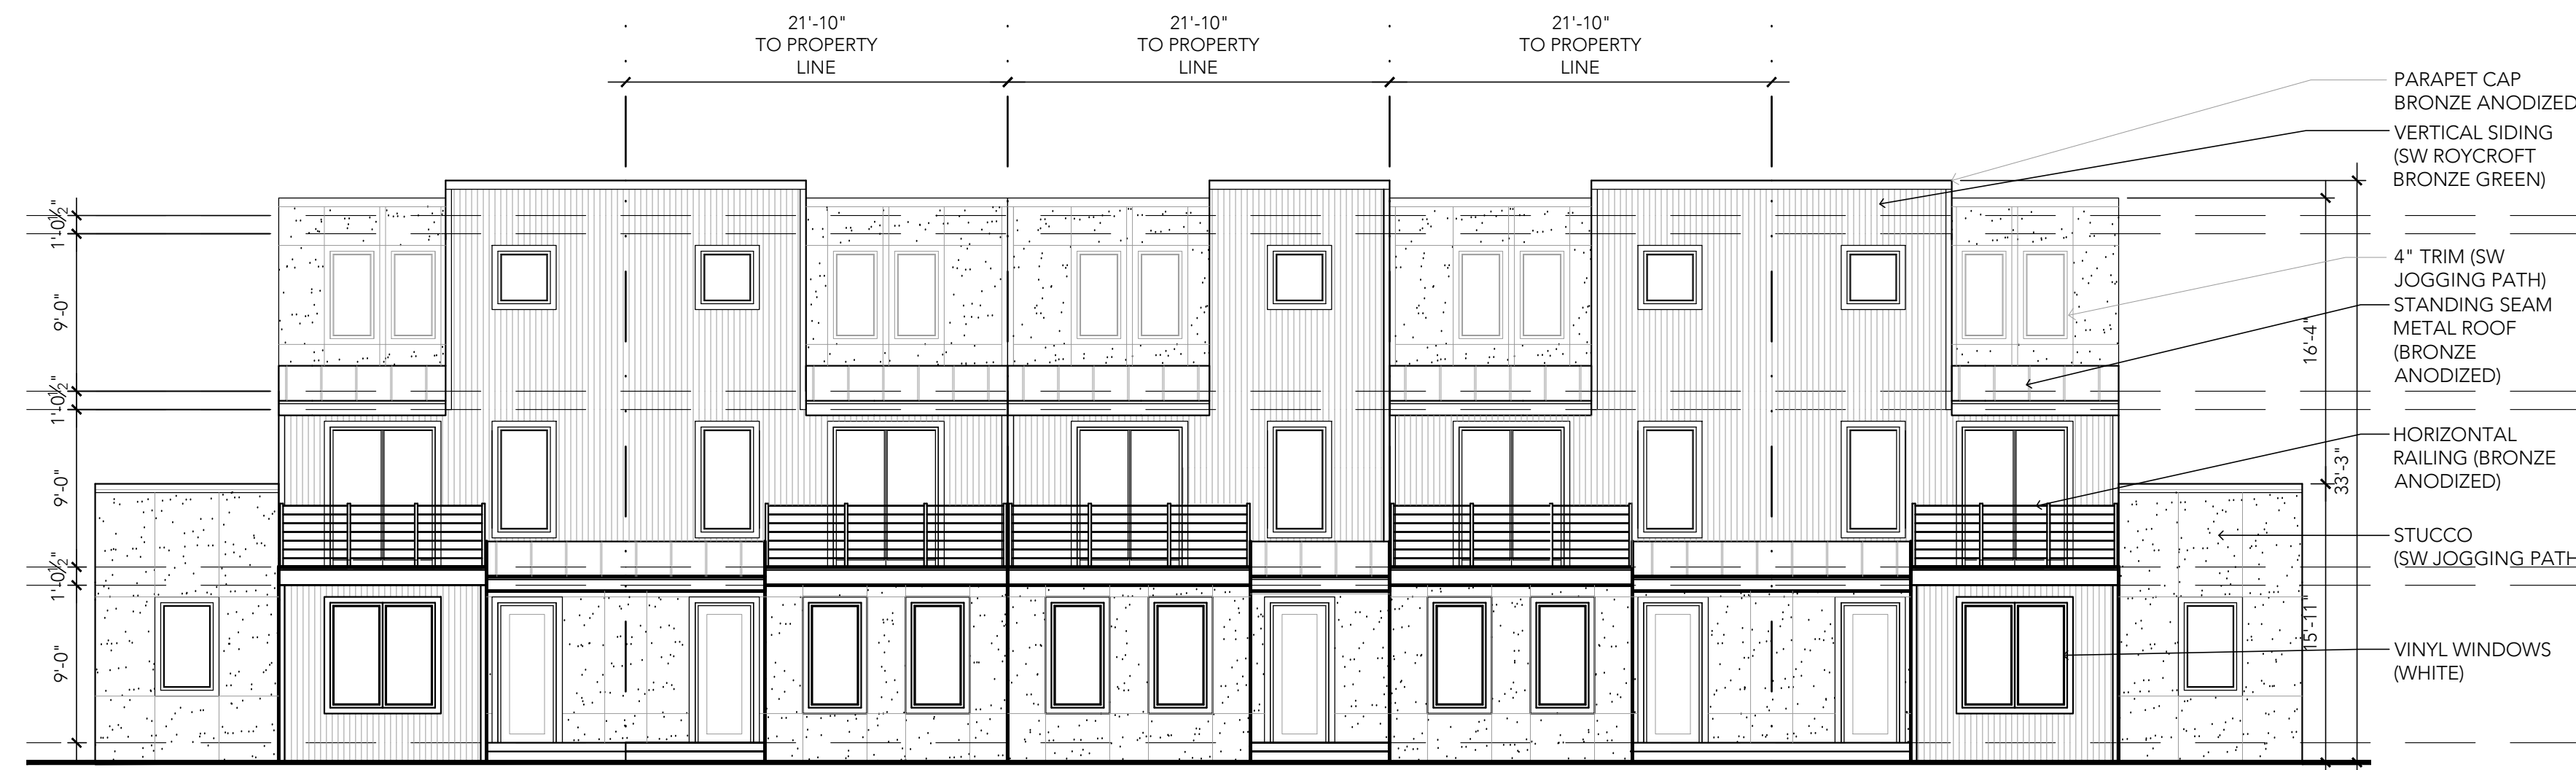 21'-10"
TO PROPERTY
LINE
21'-10"
TO PROPERTY
LINE
21'-10"
TO PROPERTY
LINE
PARAPET CAP
BRONZE ANODIZED
VERTICAL SIDING
(SW ROYCROFT
BRONZE GREEN)
4" TRIM (SW
JOGGING PATH)
STANDING SEAM
METAL ROOF
(BRONZE
ANODIZED)
HORIZONTAL
RAILING (BRONZE
ANODIZED)
STUCCO
(SW JOGGING PATH
VINYL WINDOWS
(WHITE)
1'-0½"
9'-0"
1'-0½"
9'-0"
1'-0½"
9'-0"
16'-4"
33'-3"
15'-11"